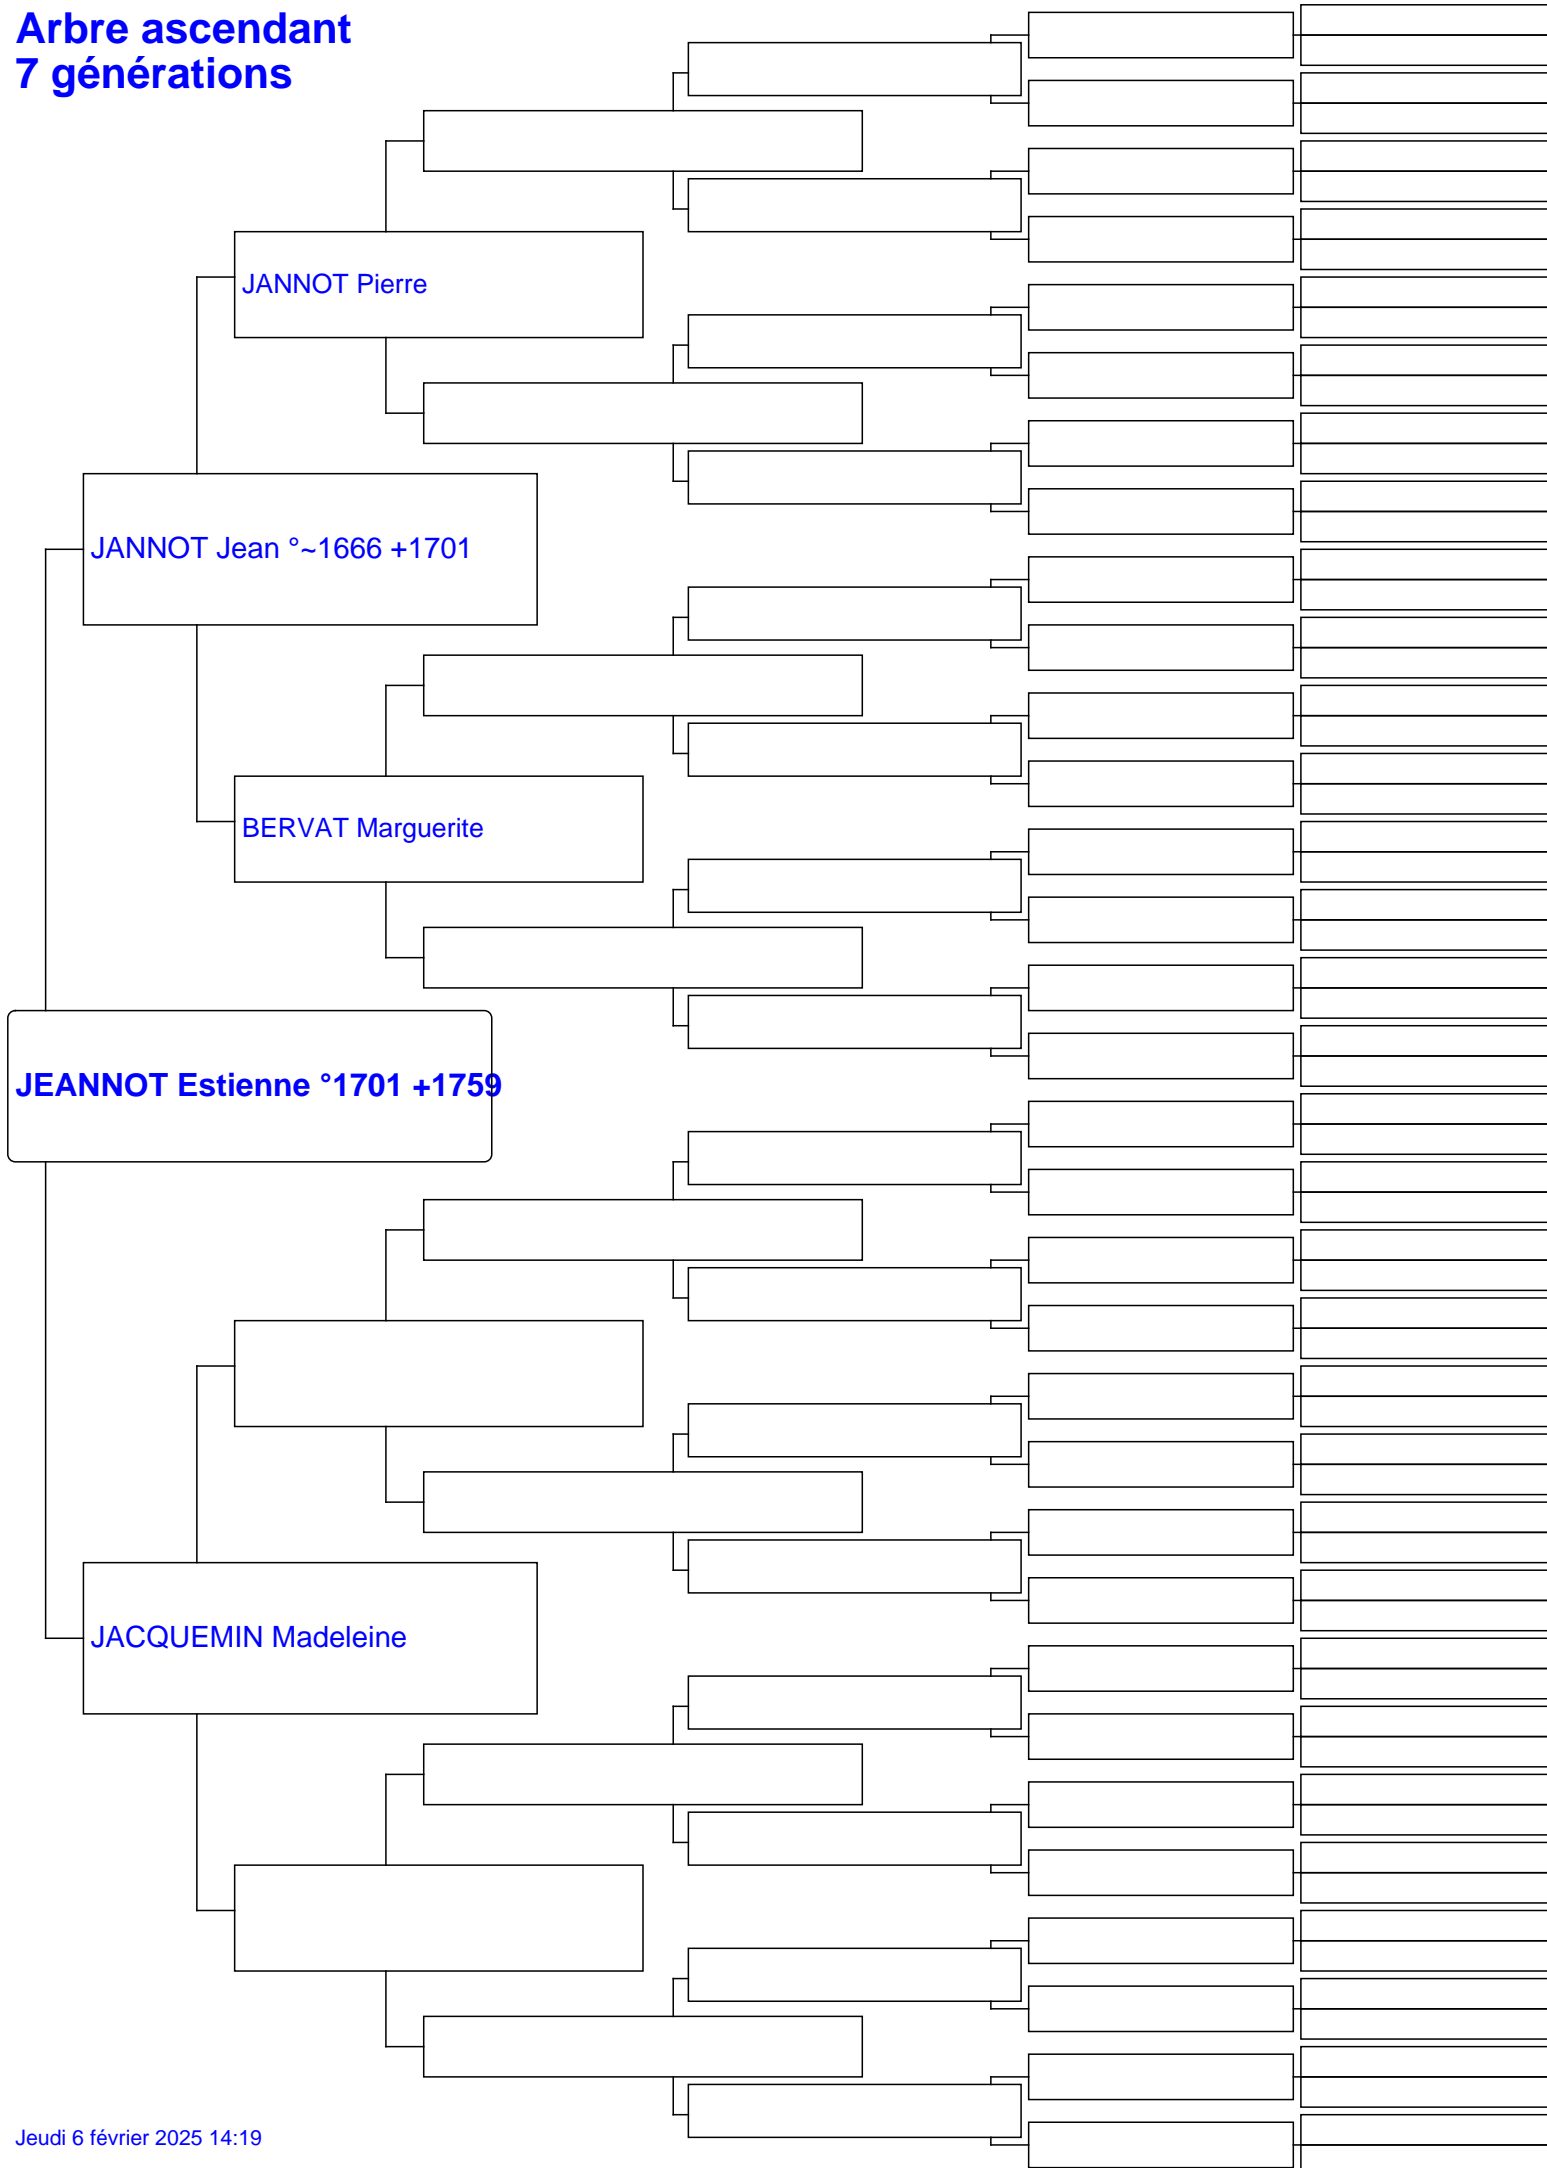 Arbre ascendant
7 générations
JANNOT Pierre
JANNOT Jean °~1666 +1701
BERVAT Marguerite
JEANNOT Estienne °1701 +1759
JACQUEMIN Madeleine
Jeudi 6 février 2025 14:19